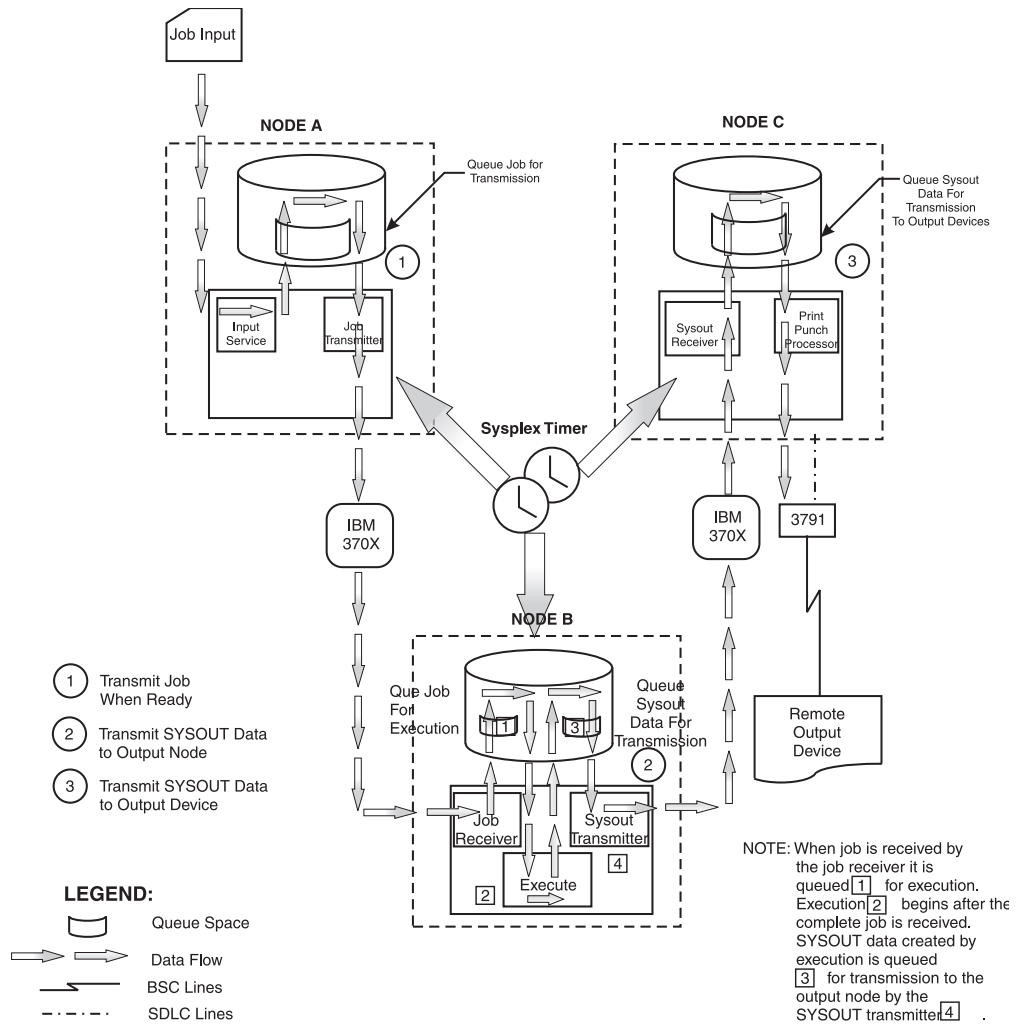 Job Input
NODE A
Queue Job for
Transmission
1
Input
Service
Job
Transmitter
NODE C
Queue Sysout
Data For
Transmission
To Output Devices
3
Sysout
Receiver
Print
Punch
Processor
Sysplex Timer
IBM
370X
IBM
370X
3791
Remote
Output
Device
NODE B
Que Job
For
Execution
Queue
Sysout
Data For
Transmission
1
3
2
Job
Receiver
Sysout
Transmitter
2
Execute
4
1 Transmit Job
When Ready
2 Transmit SYSOUT Data
to Output Node
3 Transmit SYSOUT Data
to Output Device
LEGEND:
Queue Space
Data Flow
BSC Lines
SDLC Lines
NOTE: When job is received by
the job receiver it is
queued 1 for execution.
Execution 2 begins after the
complete job is received.
SYSOUT data created by
execution is queued
3 for transmission to the
output node by the
SYSOUT transmitter 4 .